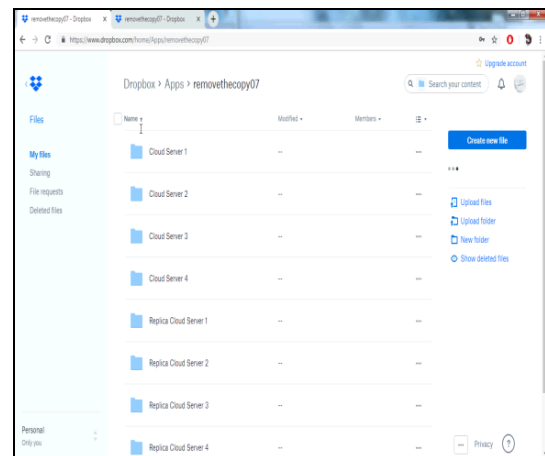 removethecopy07 - Dropbox x removethecopy07 - Dropbox x
https://www.dropbox.com/home/Apps/removethecopy07
Upgrade account
Dropbox > Apps > removethecopy07
Search your content
Files
Name
Modified
Members
Create new file
My files
Sharing
File requests
Deleted files
Cloud Server 1 -- ...
Cloud Server 2 -- ...
Cloud Server 3 -- ...
Cloud Server 4 -- ...
Replica Cloud Server 1 -- ...
Replica Cloud Server 2 -- ...
Replica Cloud Server 3 -- ...
Replica Cloud Server 4 -- ...
Upload files
Upload folder
New folder
Show deleted files
Personal
Only you
... Privacy ?